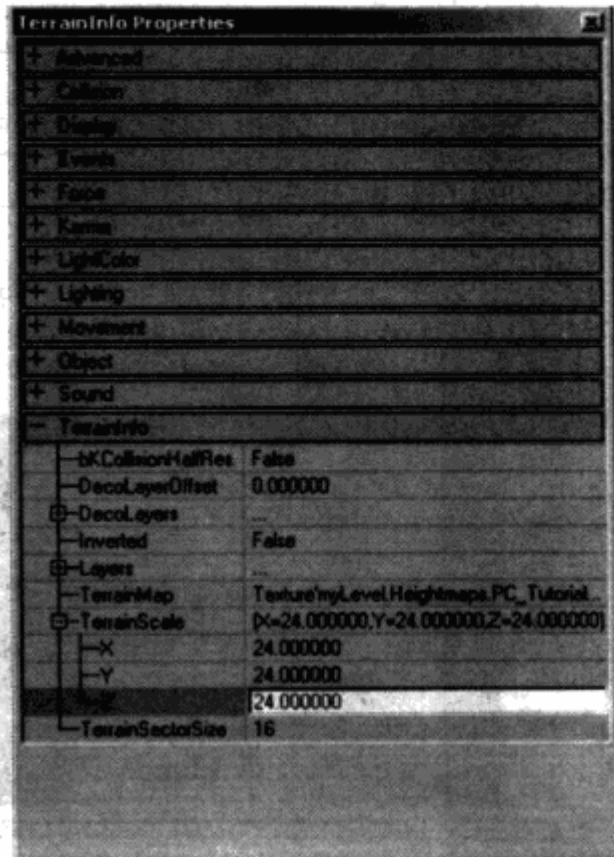 TerrainInfo Properties
+ Advanced
+ Collision
+ Display
+ Events
+ Force
+ Karma
+ LightColor
+ Lighting
+ Movement
+ Object
+ Sound
- TerrainInfo
bKCollisionHalfRes False
DecoLayerOffset 0.000000
DecoLayers ...
Inverted False
Layers ...
TerrainMap Texture'myLevel.Heightmaps.PC_Tutorial...
TerrainScale (X=24.000000,Y=24.000000,Z=24.000000)
X 24.000000
Y 24.000000
Z 24.000000
TerrainSectorSize 16